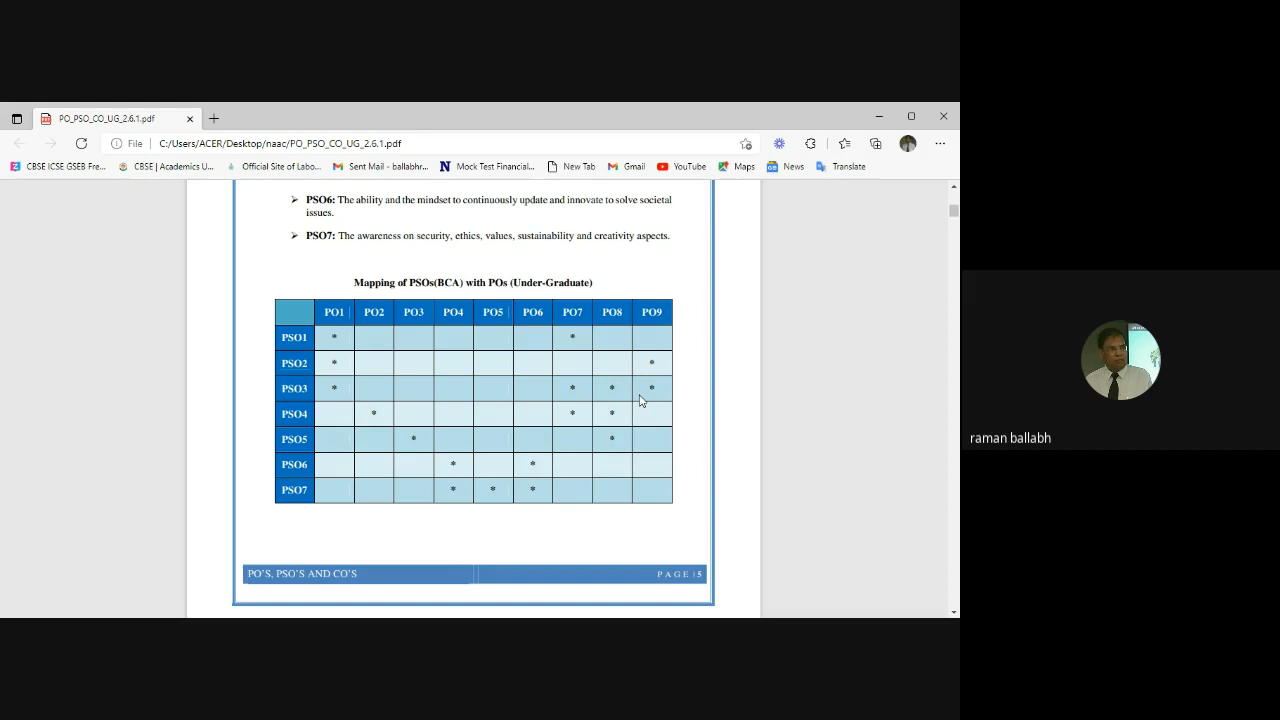 PO_PSO_CO_UG_2.6.1.pdf
File C:/Users/ACER/Desktop/naac/PO_PSO_CO_UG_2.6.1.pdf
CBSE ICSE GSEB Fre... CBSE | Academics U... Official Site of Labo... Sent Mail - ballabhr... Mock Test Financial... New Tab Gmail YouTube Maps News Translate
➢ PSO6: The ability and the mindset to continuously update and innovate to solve societal
issues.
➢ PSO7: The awareness on security, ethics, values, sustainability and creativity aspects.
Mapping of PSOs(BCA) with POs (Under-Graduate)
PO1 PO2 PO3 PO4 PO5 PO6 PO7 PO8 PO9
PSO1 * *
PSO2 * *
PSO3 * * * *
PSO4 * * *
PSO5 * *
PSO6 * *
PSO7 * * *
PO'S, PSO'S AND CO'S PAGE | 5
raman ballabh